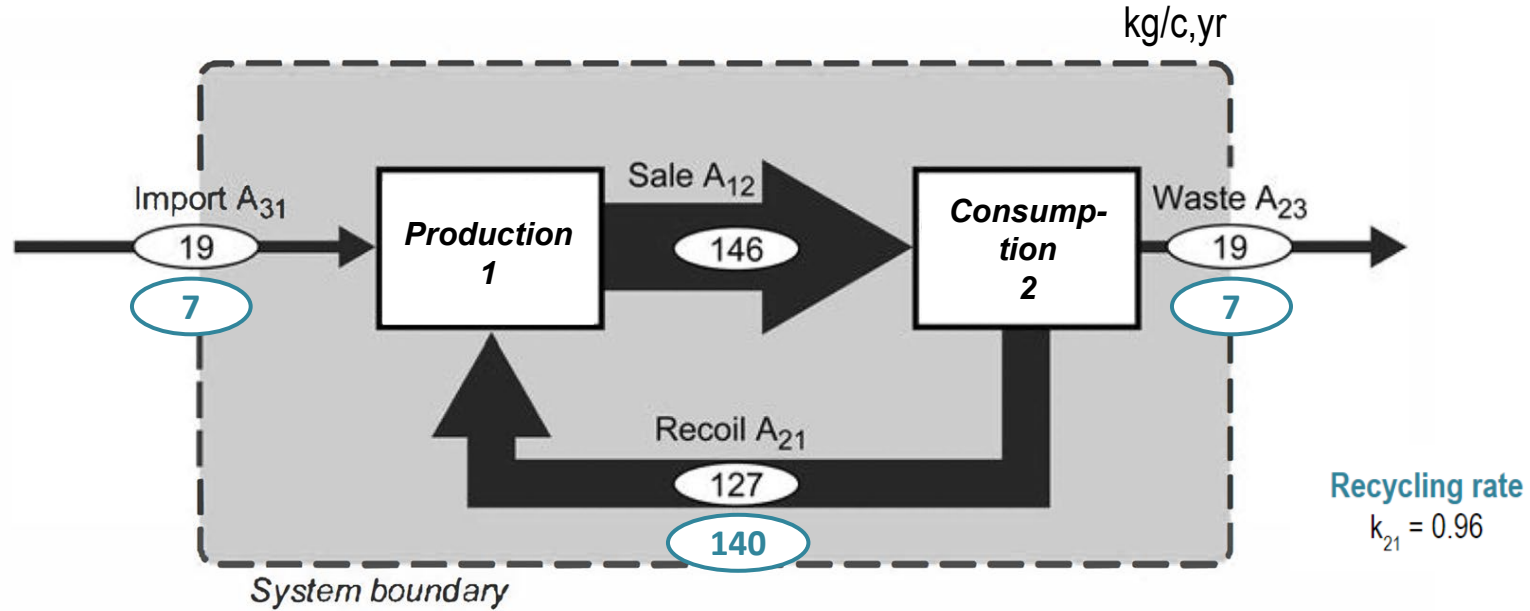 kg/c,yr
Import A31
19
7
Production
1
Sale A12
146
Consump-
tion
2
Waste A23
19
7
Recoil A21
127
140
Recycling rate
k21 = 0.96
System boundary